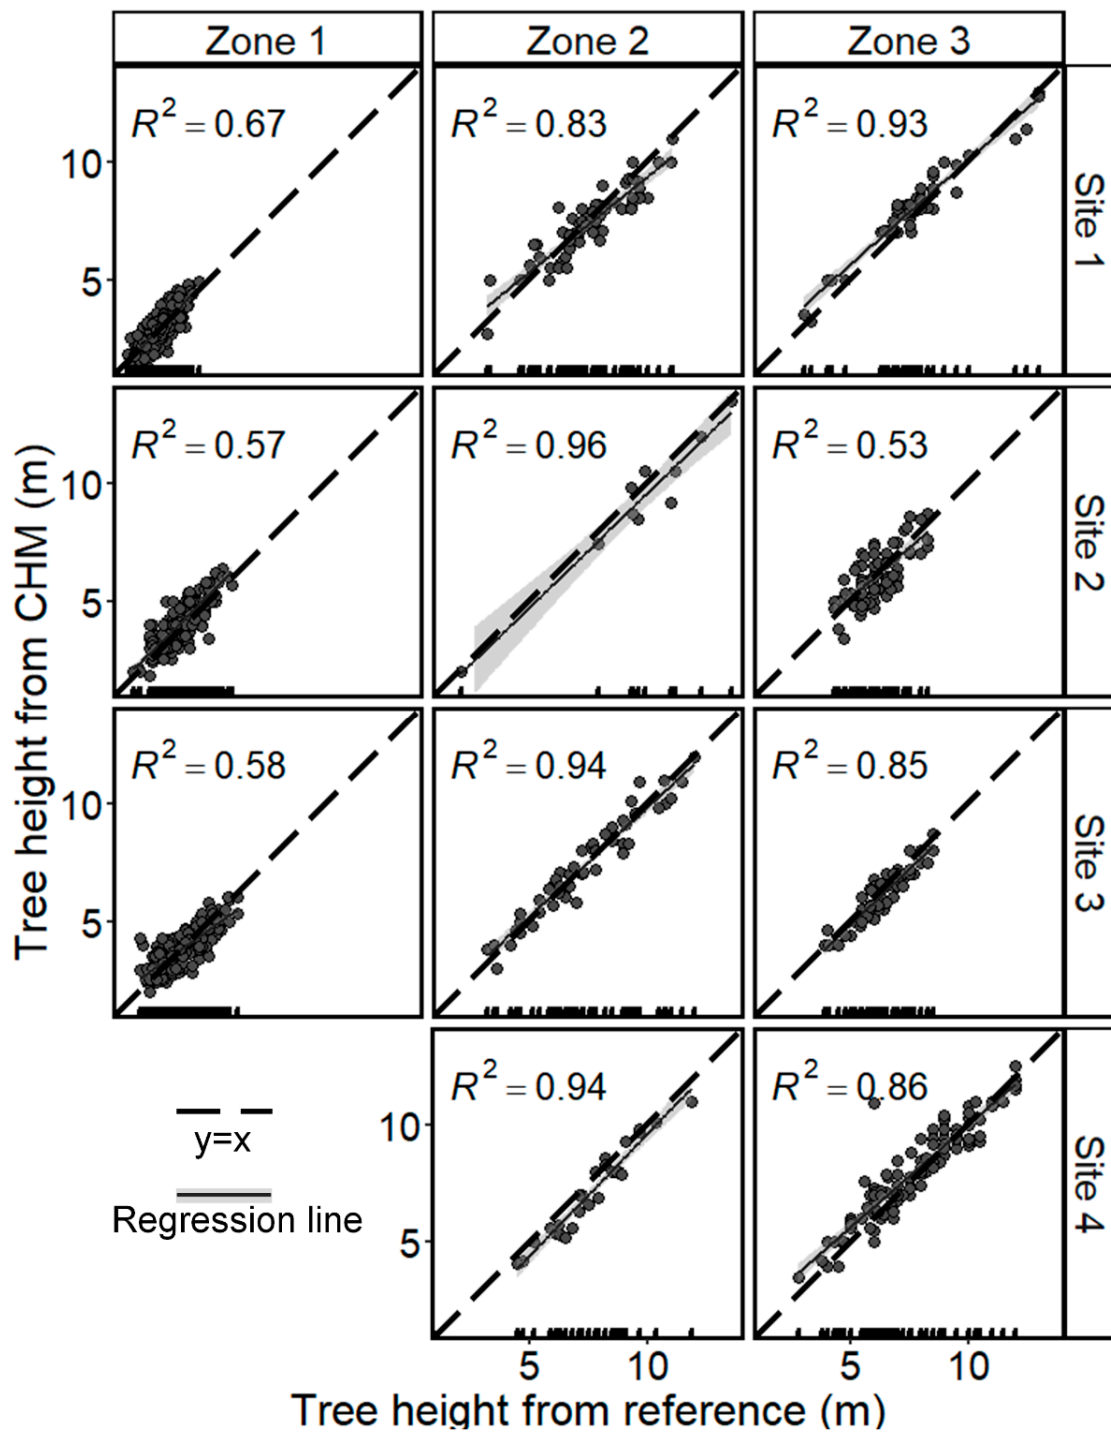 Zone 1 Zone 2 Zone 3
R² = 0.67 R² = 0.83 R² = 0.93
10
5
Site 1
R² = 0.57 R² = 0.96 R² = 0.53
10
5
Site 2
Tree height from CHM (m)
R² = 0.58 R² = 0.94 R² = 0.85
10
5
Site 3
R² = 0.94 R² = 0.86
10
5
Site 4
y=x
Regression line
5 10 5 10
Tree height from reference (m)